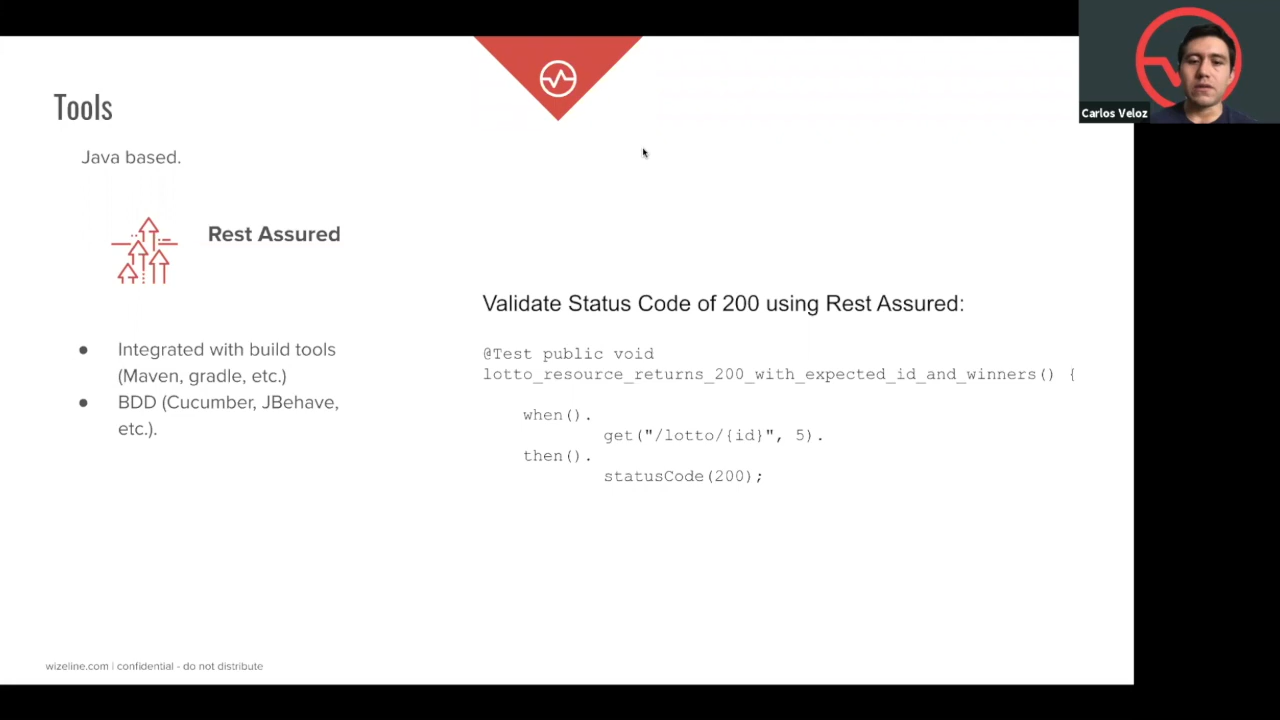 Tools
Java based.
Rest Assured
● Integrated with build tools
(Maven, gradle, etc.)
● BDD (Cucumber, JBehave,
etc.).
Validate Status Code of 200 using Rest Assured:
@Test public void
lotto_resource_returns_200_with_expected_id_and_winners() {
when().
get("/lotto/{id}", 5).
then().
statusCode(200);
wizeline.com | confidential - do not distribute
Carlos Veloz